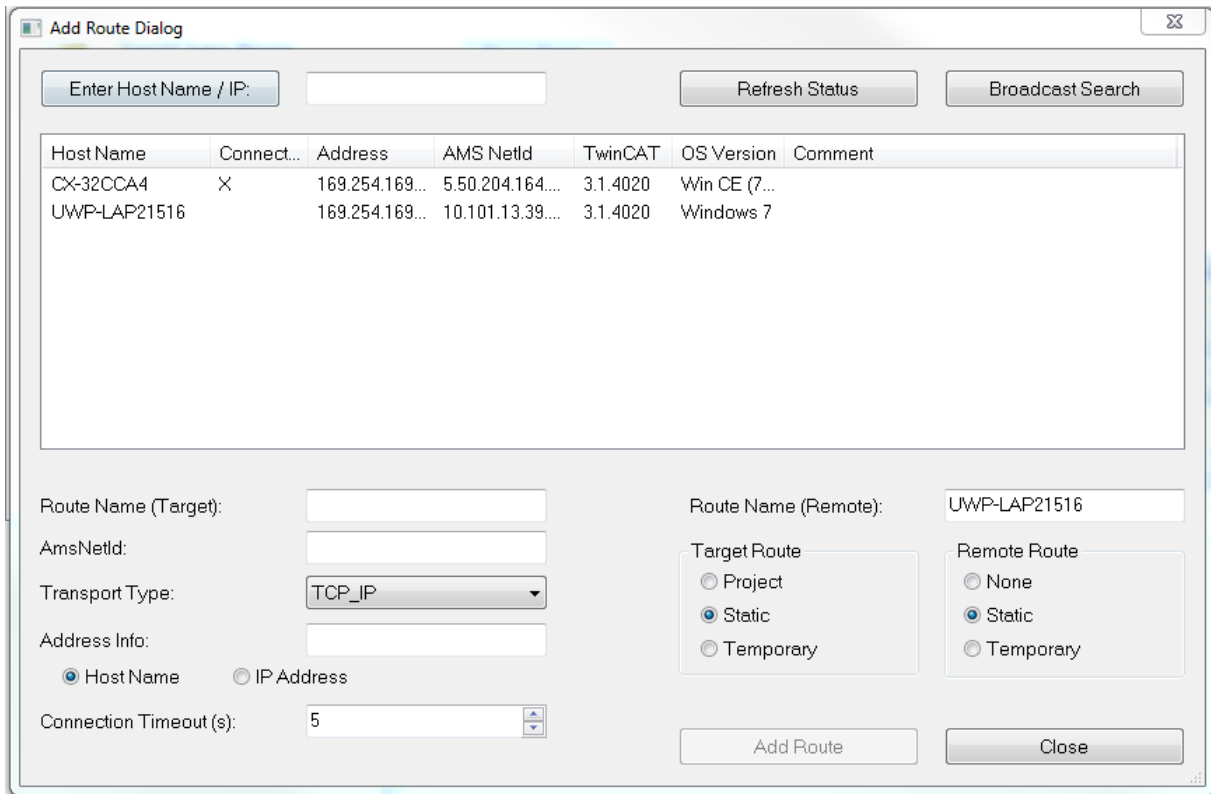 Add Route Dialog
Enter Host Name / IP: Refresh Status Broadcast Search
Host Name Connect... Address AMS NetId TwinCAT OS Version Comment
CX-32CCA4 X 169.254.169... 5.50.204.164.... 3.1.4020 Win CE (7...
UWP-LAP21516 169.254.169... 10.101.13.39.... 3.1.4020 Windows 7
Route Name (Target): Route Name (Remote): UWP-LAP21516
AmsNetId: Target Route Remote Route
Project None
Transport Type: TCP_IP
Static Static
Address Info:
Temporary Temporary
Host Name IP Address
Connection Timeout (s): 5
Add Route Close